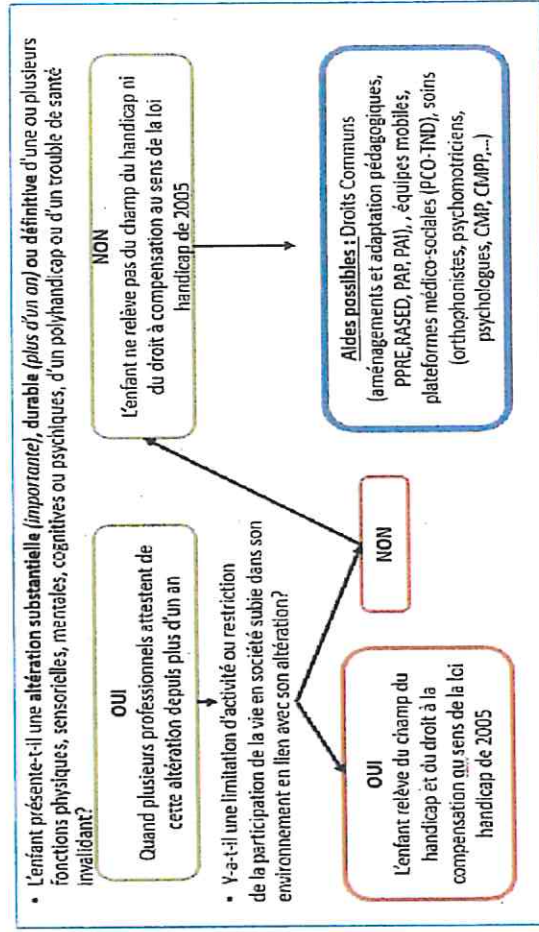 • L'enfant présente-t-il une altération substantielle (importante), durable (plus d'un an) ou définitive d'une ou plusieurs
fonctions physiques, sensorielles, mentales, cognitives ou psychiques, d'un polyhandicap ou d'un trouble de santé
invalidant?
OUI
Quand plusieurs professionnels attestent de
cette altération depuis plus d'un an
NON
L'enfant ne relève pas du champ du handicap ni
du droit à compensation au sens de la loi
handicap de 2005
• Y-a-t-il une limitation d'activité ou restriction
de la participation de la vie en société subie dans son
environnement en lien avec son altération?
OUI
L'enfant relève du champ du
handicap et du droit à la
compensation au sens de la loi
handicap de 2005
NON
Aides possibles : Droits Communs
(aménagements et adaptation pédagogiques,
PPRE,RASED, PAP, PAI), , équipes mobiles,
plateformes médico-sociales (PCO-TND), soins
(orthophonistes, psychomotriciens,
psychologues, CMP, CMPP,...)